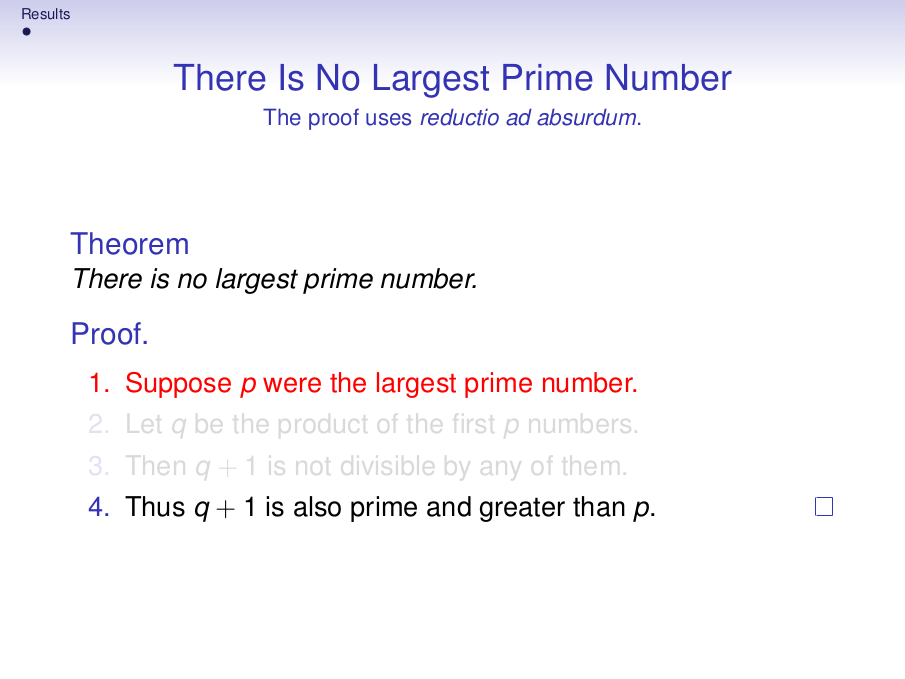 Results
There Is No Largest Prime Number
The proof uses reductio ad absurdum.
Theorem
There is no largest prime number.
Proof.
1. Suppose p were the largest prime number.
2. Let q be the product of the first p numbers.
3. Then q + 1 is not divisible by any of them.
4. Thus q + 1 is also prime and greater than p.